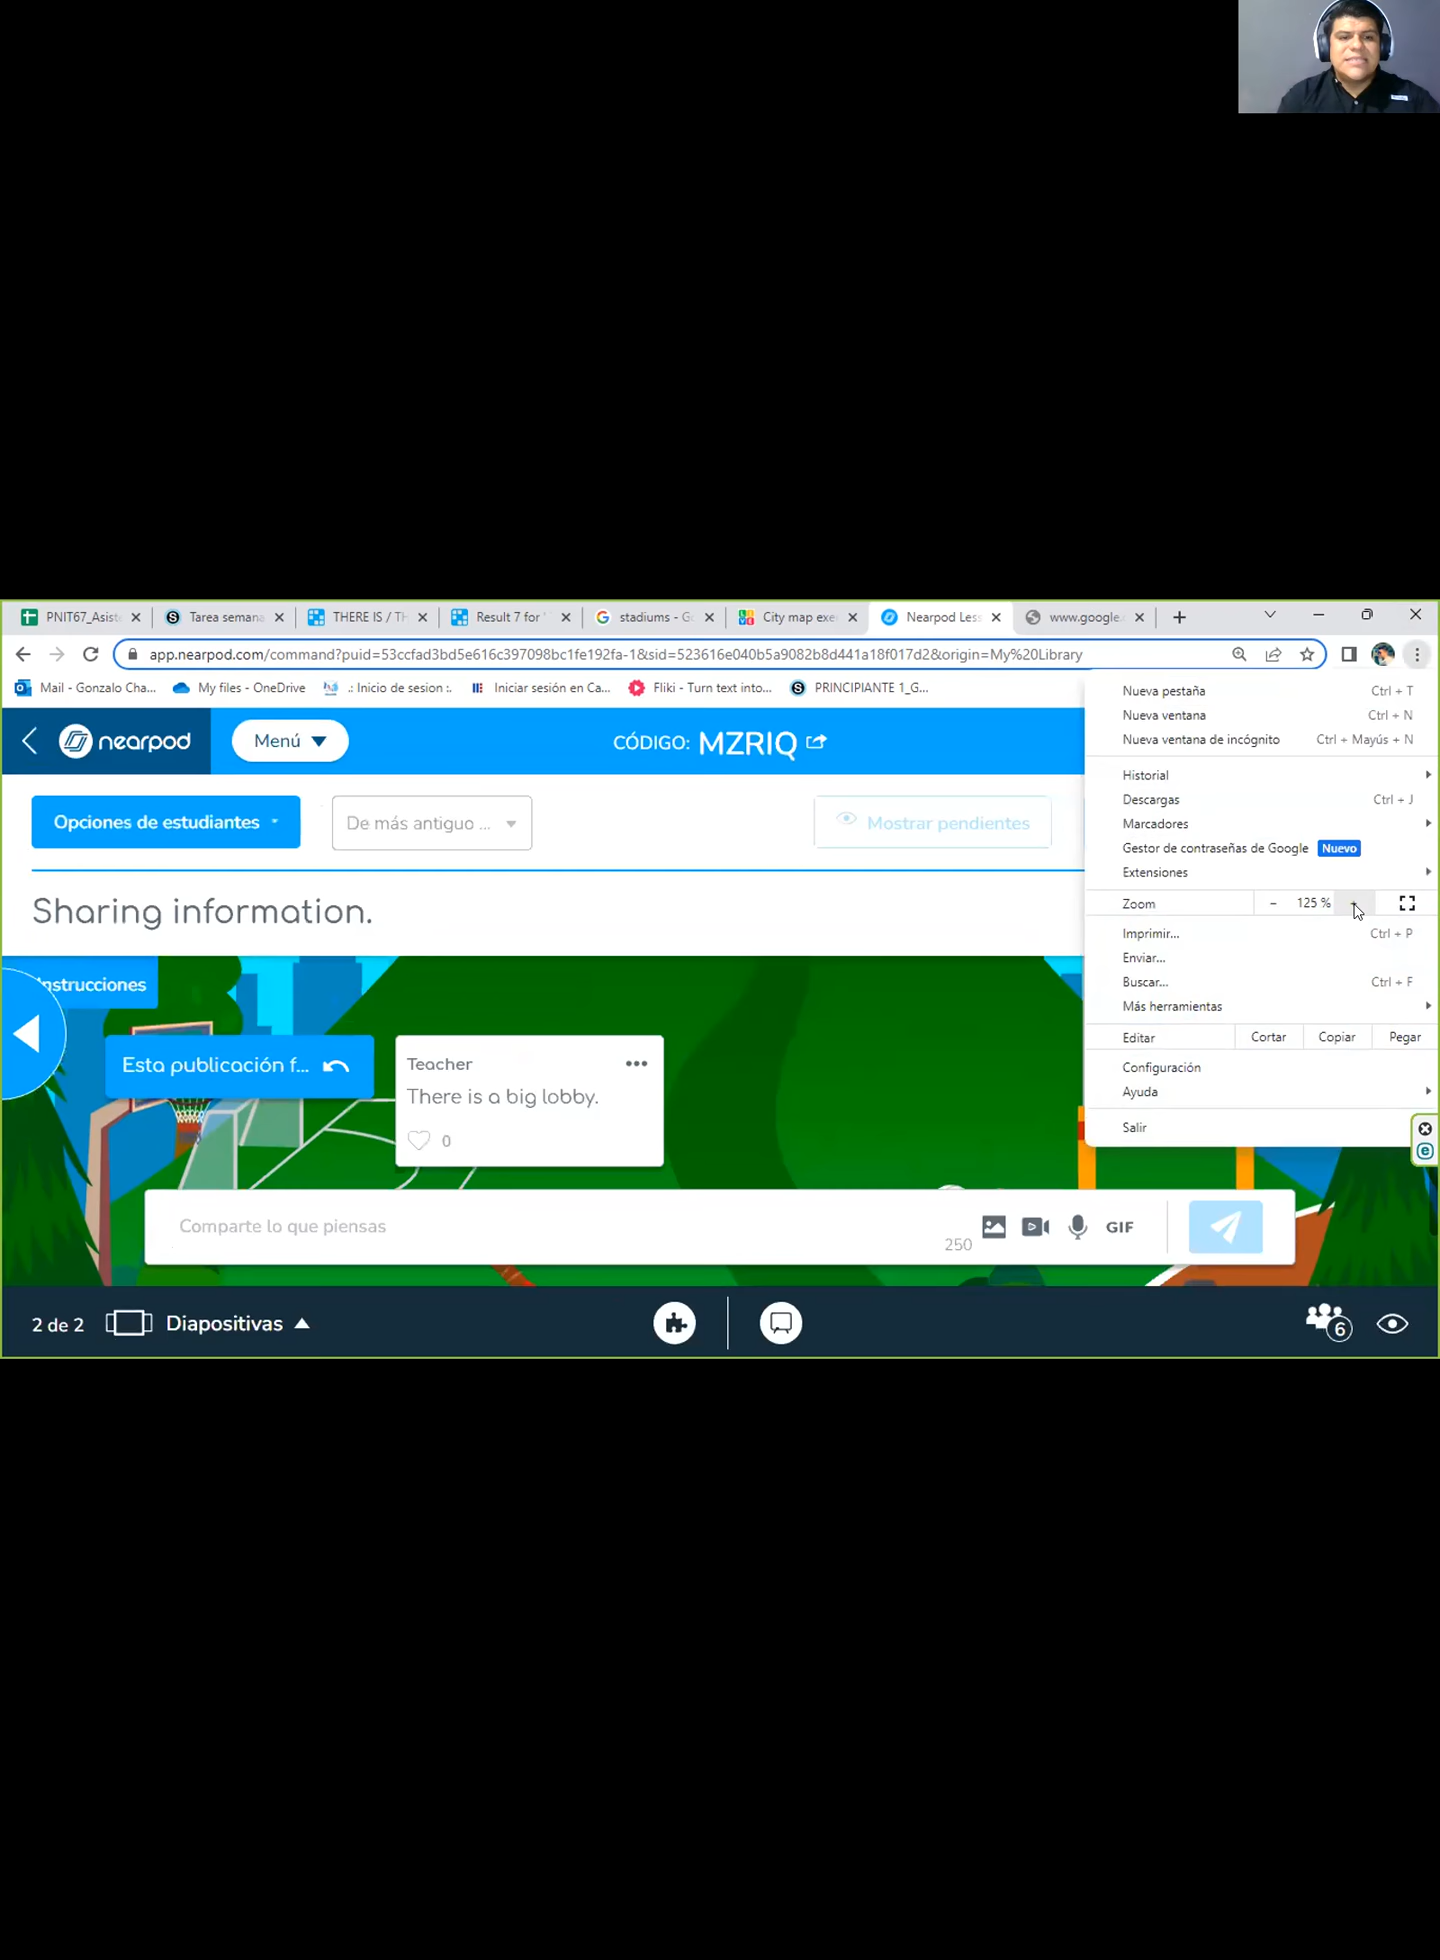 PNIT67_Asist
Tarea semana
THERE IS / TH
Result 7 for
stadiums - Go
City map exe
Nearpod Les
www.google.
app.nearpod.com/command?puid=53ccfad3bd5e616c397098bc1fe192fa-1&sid=523616e040b5a9082b8d441a18f017d2&origin=My%20Library
Mail - Gonzalo Cha...
My files - OneDrive
.: Inicio de sesion :.
Iniciar sesión en Ca...
Fliki - Turn text into...
PRINCIPIANTE 1_G...
nearpod
Menú
CÓDIGO: MZRIQ
Opciones de estudiantes
De más antiguo ...
Mostrar pendientes
Sharing information.
nstrucciones
Esta publicación f...
Teacher
There is a big lobby.
0
Comparte lo que piensas
250
GIF
2 de 2
Diapositivas
6
Nueva pestaña Ctrl + T
Nueva ventana Ctrl + N
Nueva ventana de incógnito Ctrl + Mayús + N
Historial
Descargas Ctrl + J
Marcadores
Gestor de contraseñas de Google Nuevo
Extensiones
Zoom - 125 %
Imprimir... Ctrl + P
Enviar...
Buscar... Ctrl + F
Más herramientas
Editar Cortar Copiar Pegar
Configuración
Ayuda
Salir